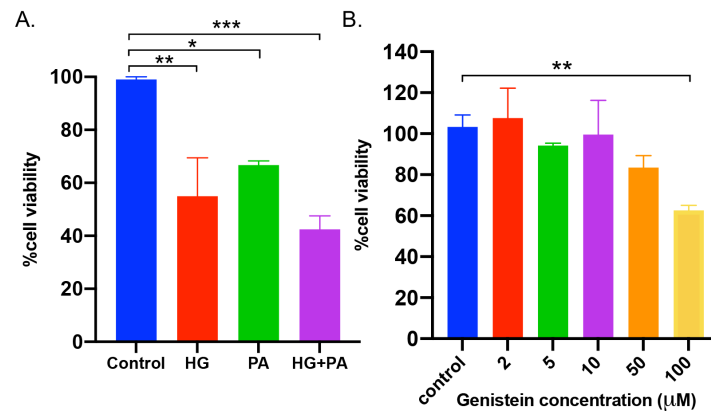 A.
***
*
**
%cell viability
100
80
60
40
20
0
Control HG PA HG+PA
B.
**
%cell viability
140
120
100
80
60
40
20
0
control 2 5 10 50 100
Genistein concentration (μM)